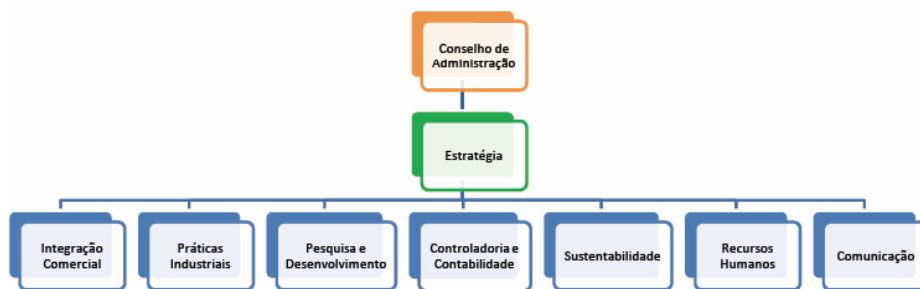 Conselho de
Administração
Estratégia
Integração
Comercial
Práticas
Industriais
Pesquisa e
Desenvolvimento
Controladoria e
Contabilidade
Sustentabilidade
Recursos
Humanos
Comunicação